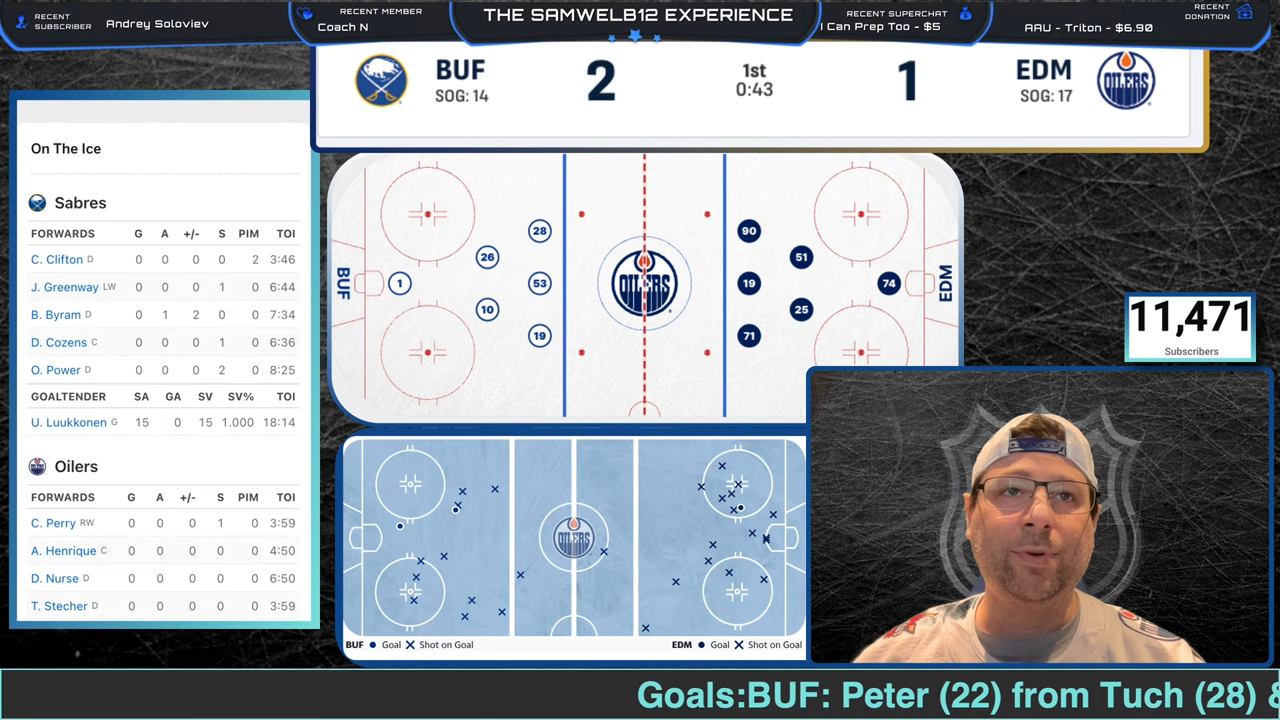 RECENT SUBSCRIBER
Andrey Soloviev
RECENT MEMBER
Coach N
THE SAMWELB12 EXPERIENCE
RECENT SUPERCHAT
I Can Prep Too - $5
RECENT DONATION
AAU - Triton - $6.90
BUF 2 1st 1 EDM
SOG: 14 0:43 SOG: 17
OILERS
On The Ice
Sabres
FORWARDS G A +/- S PIM TOI
C. Clifton D 0 0 0 0 2 3:46
J. Greenway LW 0 0 0 1 0 6:44
B. Byram D 0 1 2 0 0 7:34
D. Cozens C 0 0 0 1 0 6:36
O. Power D 0 0 0 2 0 8:25
GOALTENDER SA GA SV SV% TOI
U. Luukkonen G 15 0 15 1.000 18:14
Oilers
FORWARDS G A +/- S PIM TOI
C. Perry RW 0 0 0 1 0 3:59
A. Henrique C 0 0 0 0 0 4:50
D. Nurse D 0 0 0 0 0 6:50
T. Stecher D 0 0 0 0 0 3:59
28 90
26 51
BUF 1 53 OILERS 19 74 EDM
10 25
19 71
11,471
Subscribers
OILERS
BUF Goal Shot on Goal EDM Goal Shot on Goal
Goals:BUF: Peter (22) from Tuch (28) &